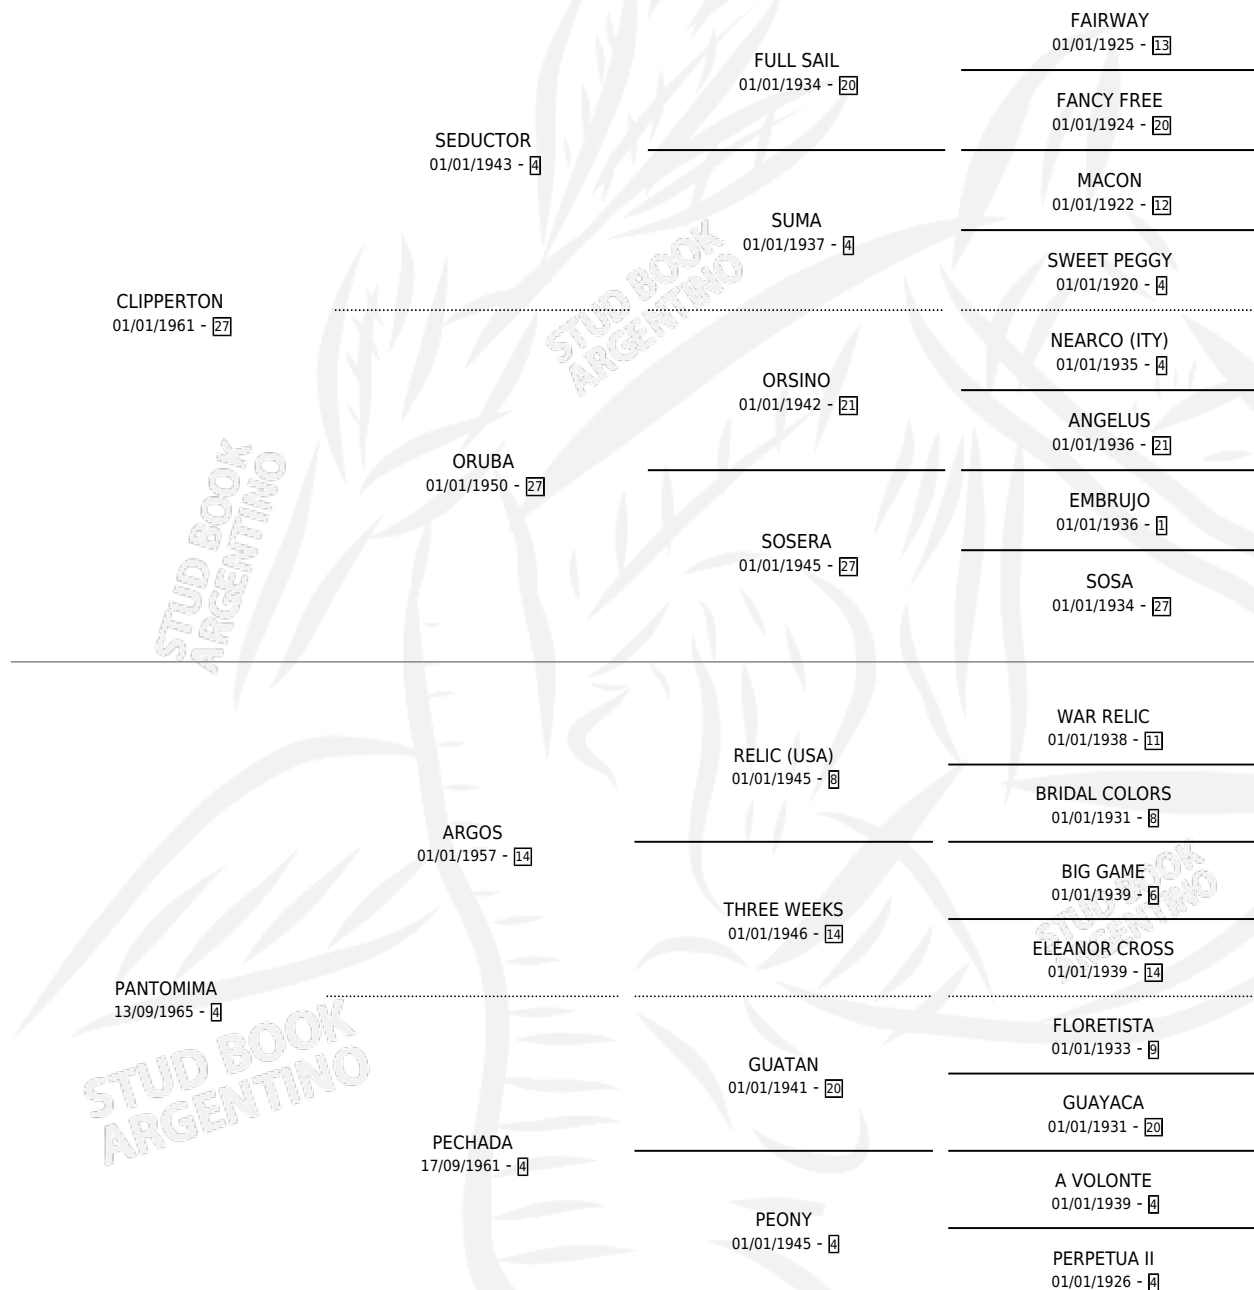 FAIRWAY
01/01/1925 - 13
FULL SAIL
01/01/1934 - 20
FANCY FREE
01/01/1924 - 20
SEDUCTOR
01/01/1943 - 4
MACON
01/01/1922 - 12
SUMA
01/01/1937 - 4
SWEET PEGGY
01/01/1920 - 4
CLIPPERTON
01/01/1961 - 27
NEARCO (ITY)
01/01/1935 - 4
ORSINO
01/01/1942 - 21
ANGELUS
01/01/1936 - 21
ORUBA
01/01/1950 - 27
EMBRUJO
01/01/1936 - 1
SOSERA
01/01/1945 - 27
SOSA
01/01/1934 - 27
WAR RELIC
01/01/1938 - 11
RELIC (USA)
01/01/1945 - 8
BRIDAL COLORS
01/01/1931 - 8
ARGOS
01/01/1957 - 14
BIG GAME
01/01/1939 - 6
THREE WEEKS
01/01/1946 - 14
ELEANOR CROSS
01/01/1939 - 14
PANTOMIMA
13/09/1965 - 4
FLORETISTA
01/01/1933 - 9
GUATAN
01/01/1941 - 20
GUAYACA
01/01/1931 - 20
PECHADA
17/09/1961 - 4
A VOLONTE
01/01/1939 - 4
PEONY
01/01/1945 - 4
PERPETUA II
01/01/1926 - 4
STUD BOOK
ARGENTINO
STUD BOOK
ARGENTINO
STUD BOOK
ARGENTINO
STUD BOOK
ARGENTINO